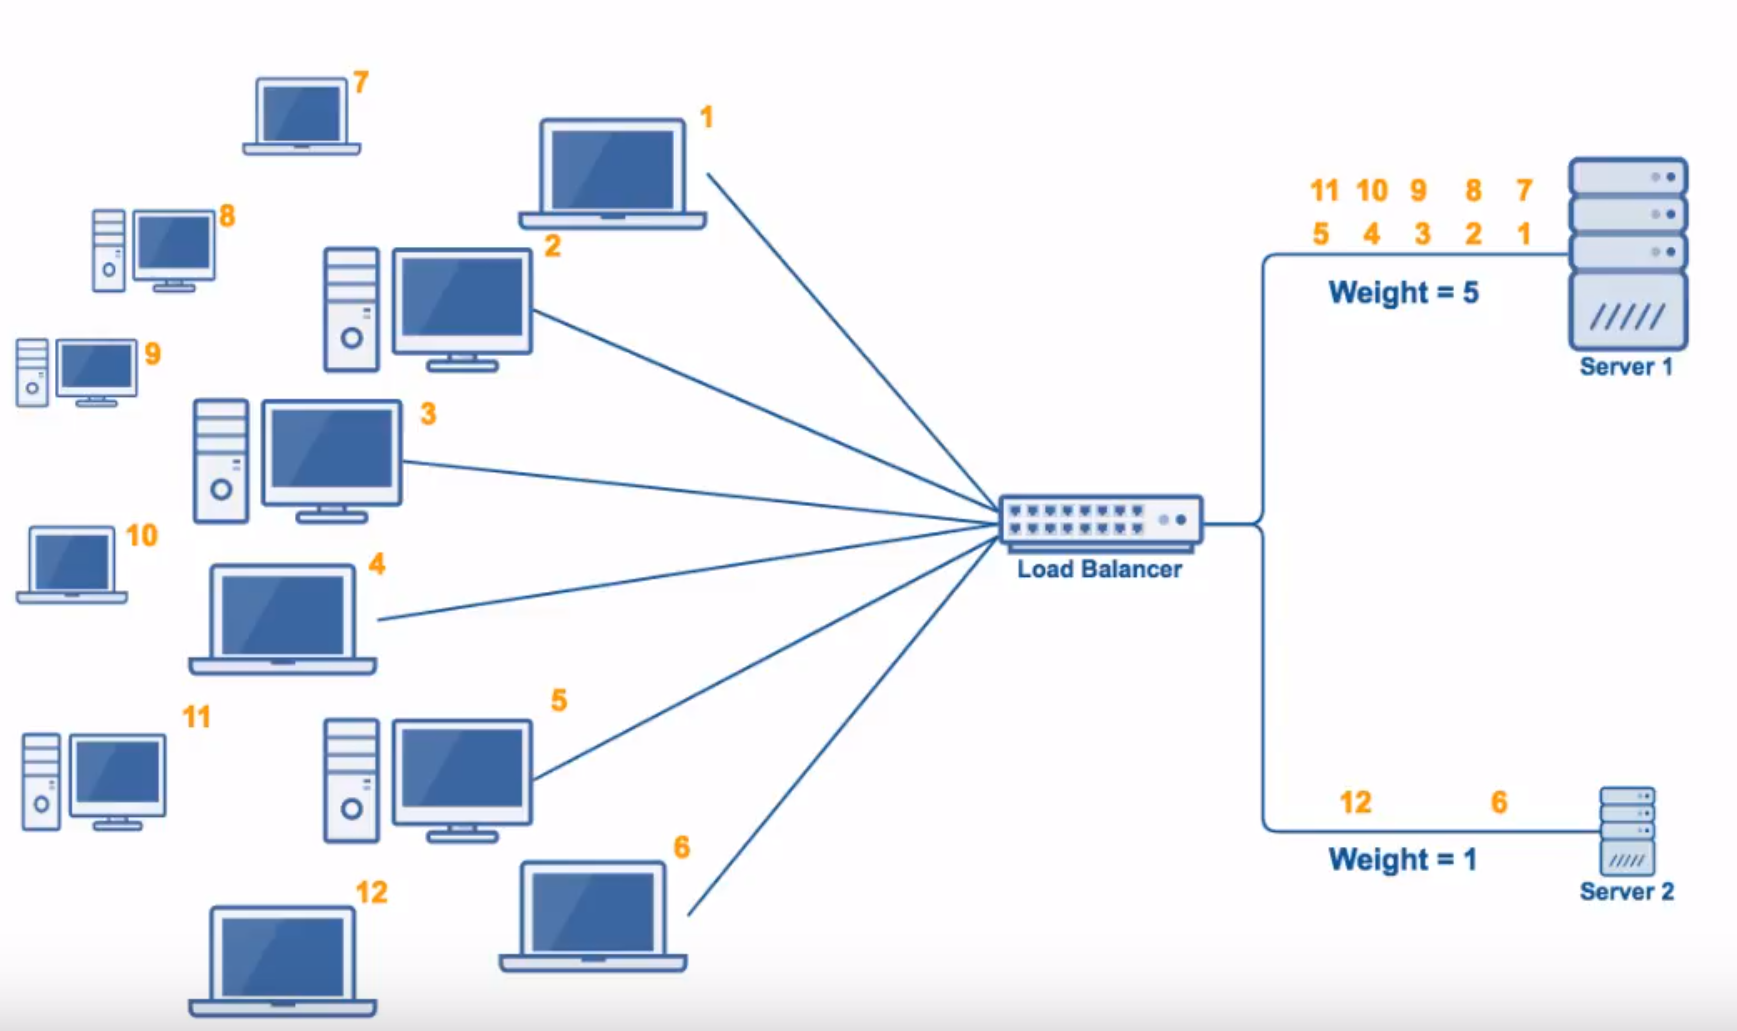 7
1
8
2
9
3
10
4
11
5
6
12
Load Balancer
11 10 9 8 7
5 4 3 2 1
Weight = 5
Server 1
12 6
Weight = 1
Server 2